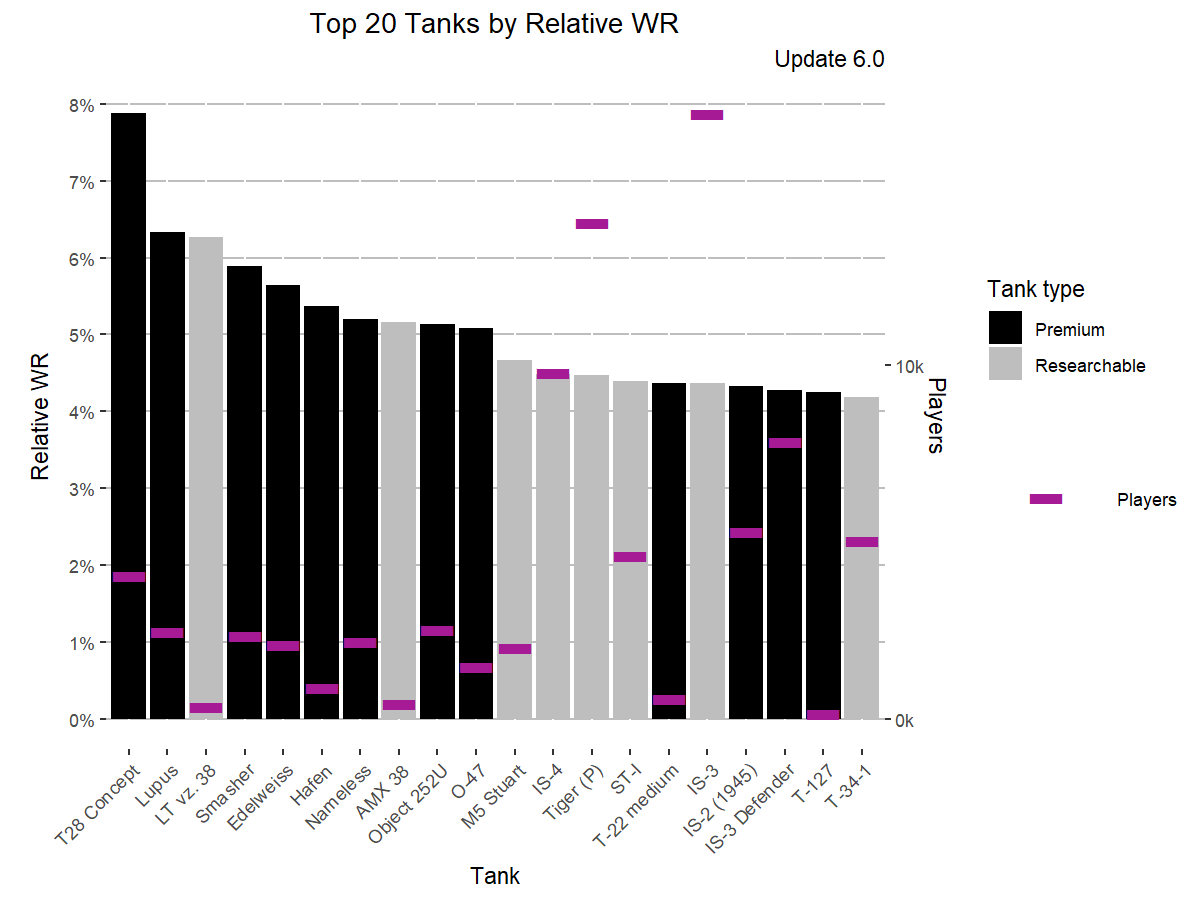 Top 20 Tanks by Relative WR
Update 6.0
8%
7%
6%
5%
4%
3%
2%
1%
0%
Relative WR
10k
0k
Players
T28 Concept
Lupus
LT vz. 38
Smasher
Edelweiss
Hafen
Nameless
AMX 38
Object 252U
O-47
M5 Stuart
IS-4
Tiger (P)
ST-I
T-22 medium
IS-3
IS-2 (1945)
IS-3 Defender
T-127
T-34-1
Tank
Tank type
Premium
Researchable
Players